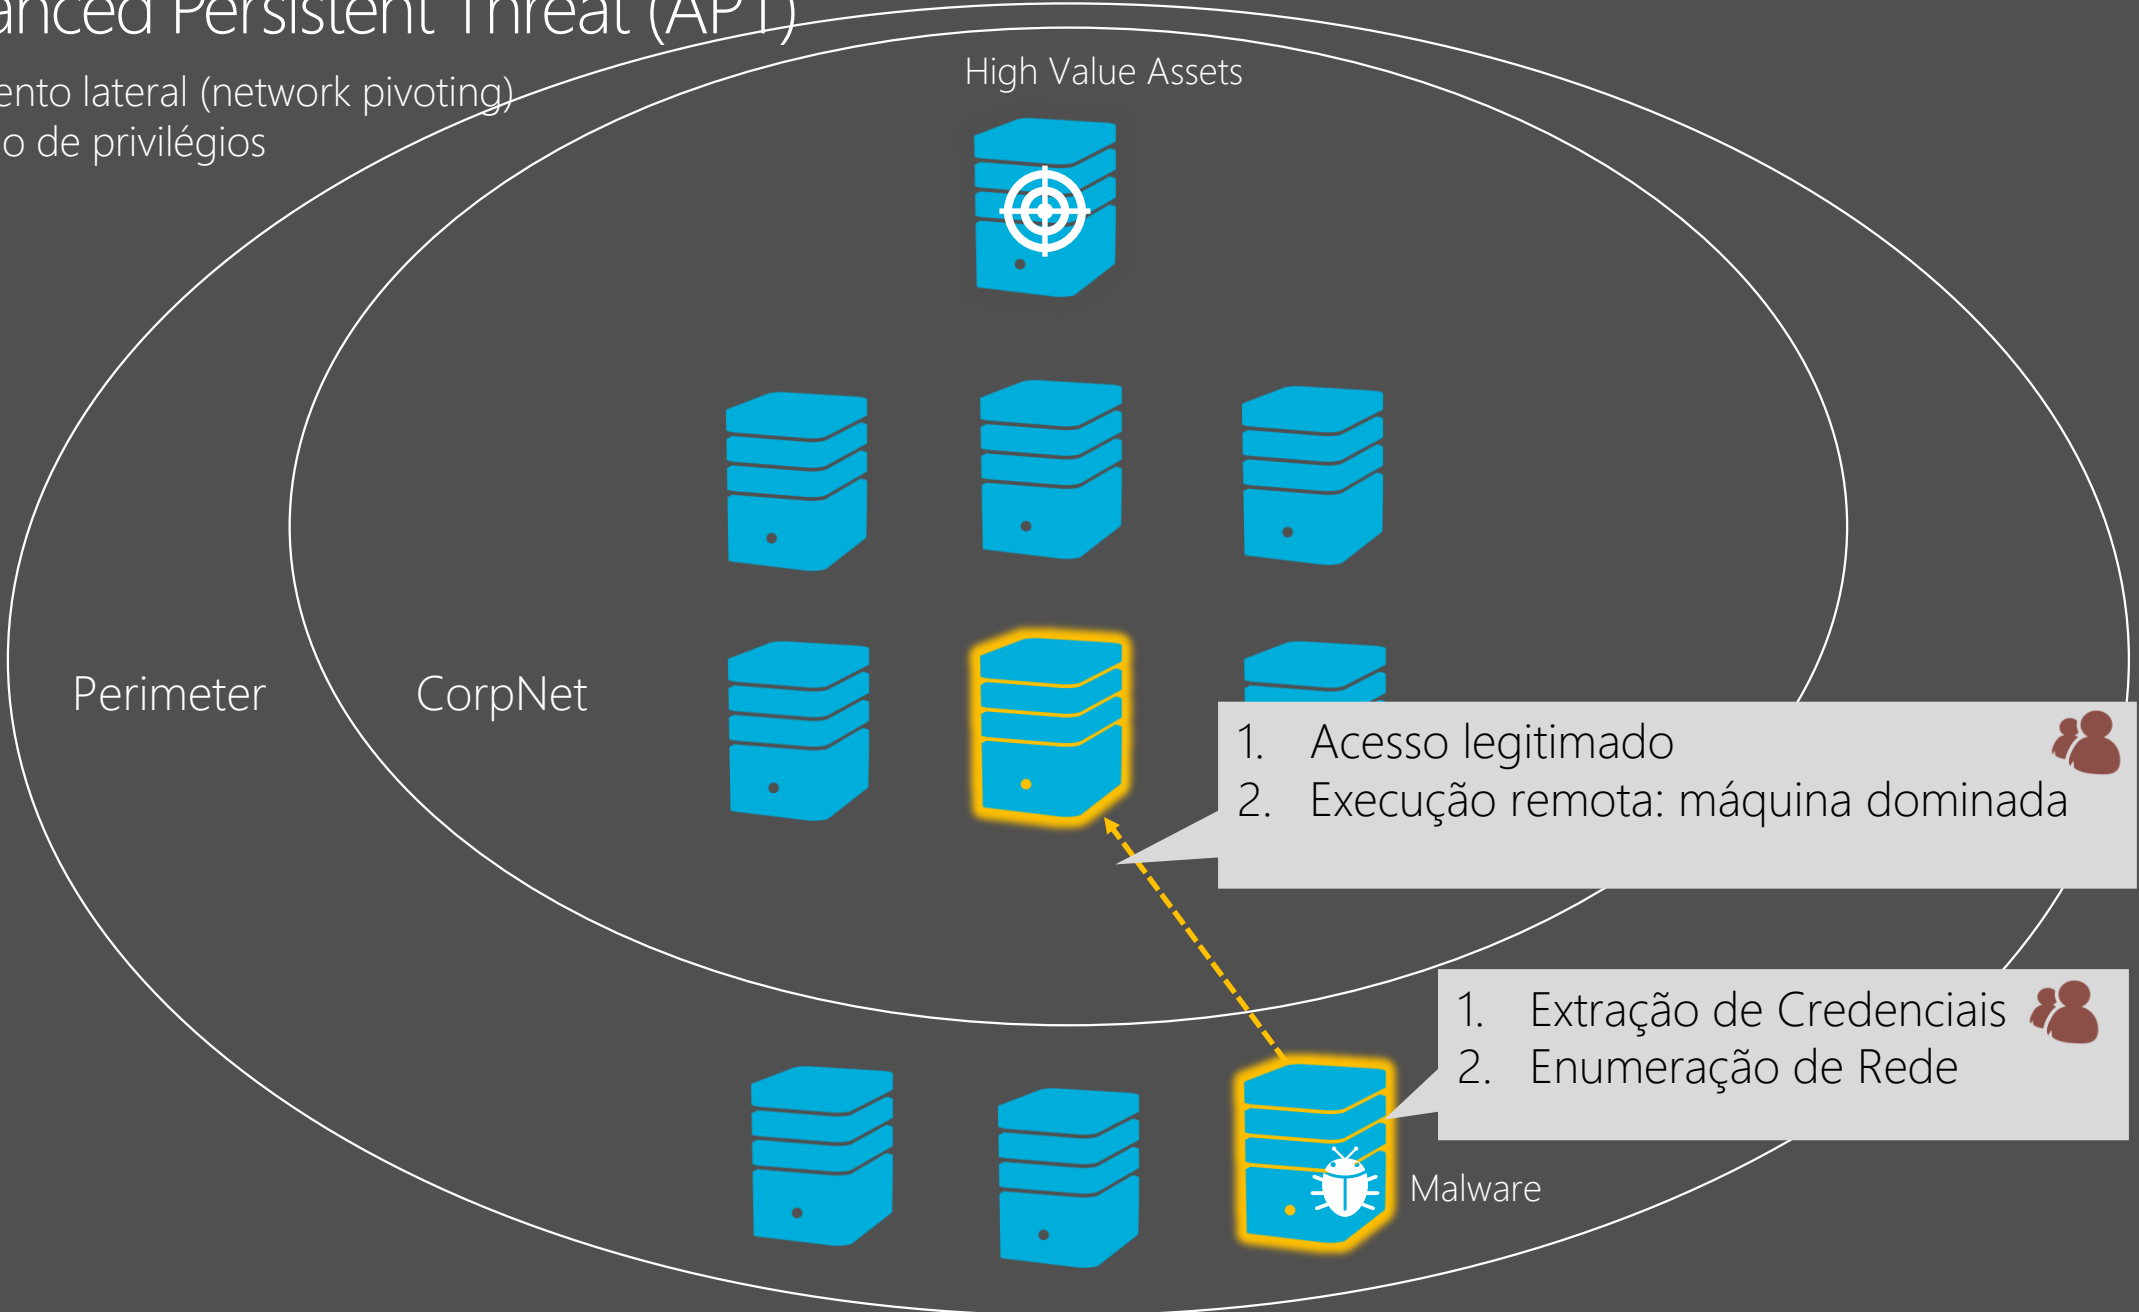 anced Persistent Threat (APT)
ento lateral (network pivoting)
o de privilégios
High Value Assets
Perimeter
CorpNet
1. Acesso legitimado
2. Execução remota: máquina dominada
1. Extração de Credenciais
2. Enumeração de Rede
Malware